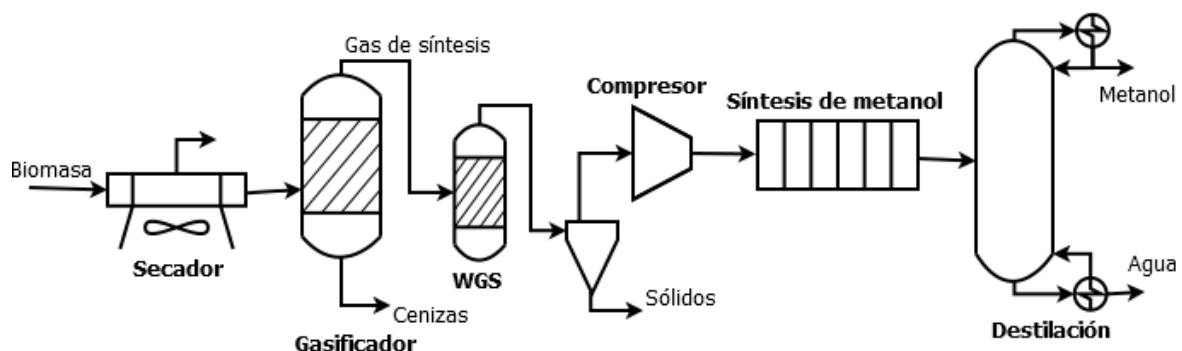 Gas de síntesis
Compresor
Síntesis de metanol
Metanol
Biomasa
Secador
WGS
Sólidos
Agua
Cenizas
Gasificador
Destilación